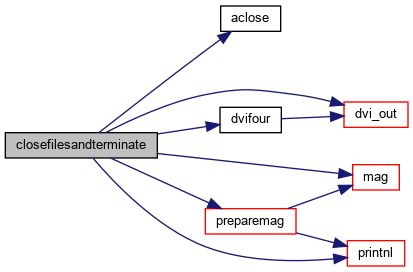 aclose
dvi_out
dvifour
closefilesandterminate
mag
preparemag
printnl